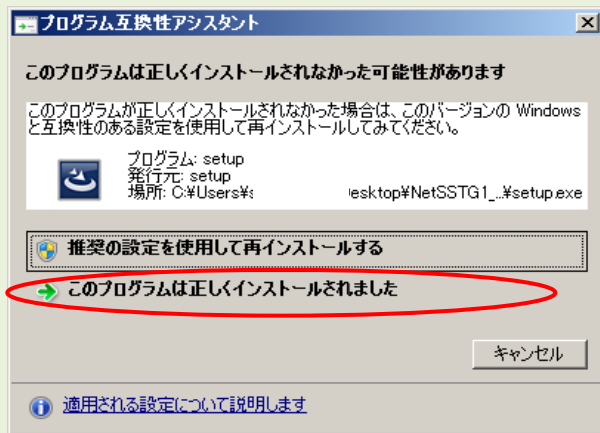 プログラム互換性アシスタント
このプログラムは正しくインストールされなかった可能性があります
このプログラムが正しくインストールされなかった場合は、このバージョンの Windows
と互換性のある設定を使用して再インストールしてみてください。
プログラム: setup
発行元: setup
場所: C:¥Users¥s esktop¥NetSSTG1_...¥setup.exe
推奨の設定を使用して再インストールする
このプログラムは正しくインストールされました
キャンセル
適用される設定について説明します